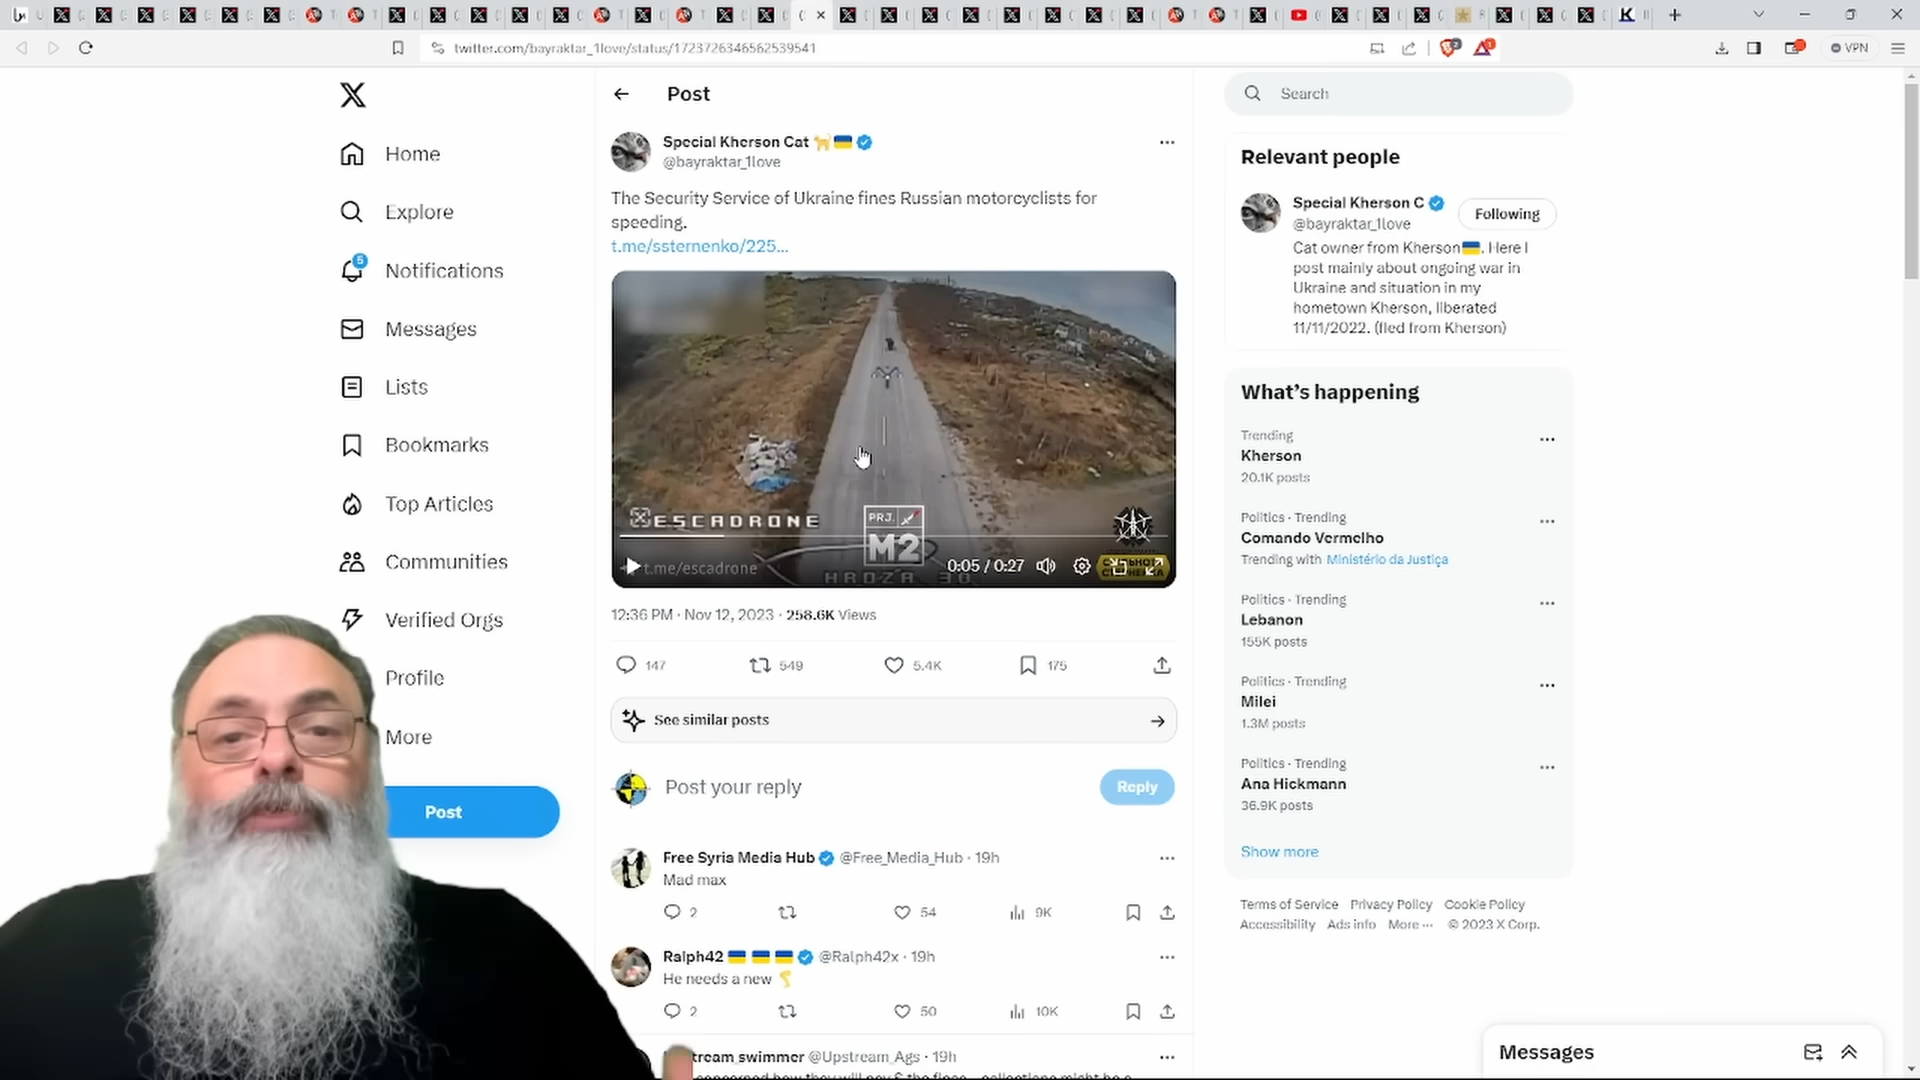 twitter.com/bayraktar_1love/status/1723726346562539541
VPN
Home
Explore
5
Notifications
Messages
Lists
Bookmarks
Top Articles
Communities
Verified Orgs
Profile
More
Post
Post
Special Kherson Cat
@bayraktar_1love
The Security Service of Ukraine fines Russian motorcyclists for
speeding.
t.me/ssternenko/225...
ESCADRONE
PRJ.
M2
t.me/escadrone
HROZA 30
0:05 / 0:27
12:36 PM · Nov 12, 2023 · 258.6K Views
147 549 5.4K 175
See similar posts
Post your reply
Reply
Free Syria Media Hub @Free_Media_Hub · 19h
Mad max
2 54 9K
Ralph42 @Ralph42x · 19h
He needs a new
2 50 10K
tream_swimmer @Upstream_Ags · 19h
Search
Relevant people
Special Kherson C
@bayraktar_1love
Following
Cat owner from Kherson. Here I
post mainly about ongoing war in
Ukraine and situation in my
hometown Kherson, liberated
11/11/2022. (fled from Kherson)
What's happening
Trending
Kherson
20.1K posts
Politics · Trending
Comando Vermelho
Trending with Ministério da Justiça
Politics · Trending
Lebanon
155K posts
Politics · Trending
Milei
1.3M posts
Politics · Trending
Ana Hickmann
36.9K posts
Show more
Terms of Service Privacy Policy Cookie Policy
Accessibility Ads info More ··· © 2023 X Corp.
Messages